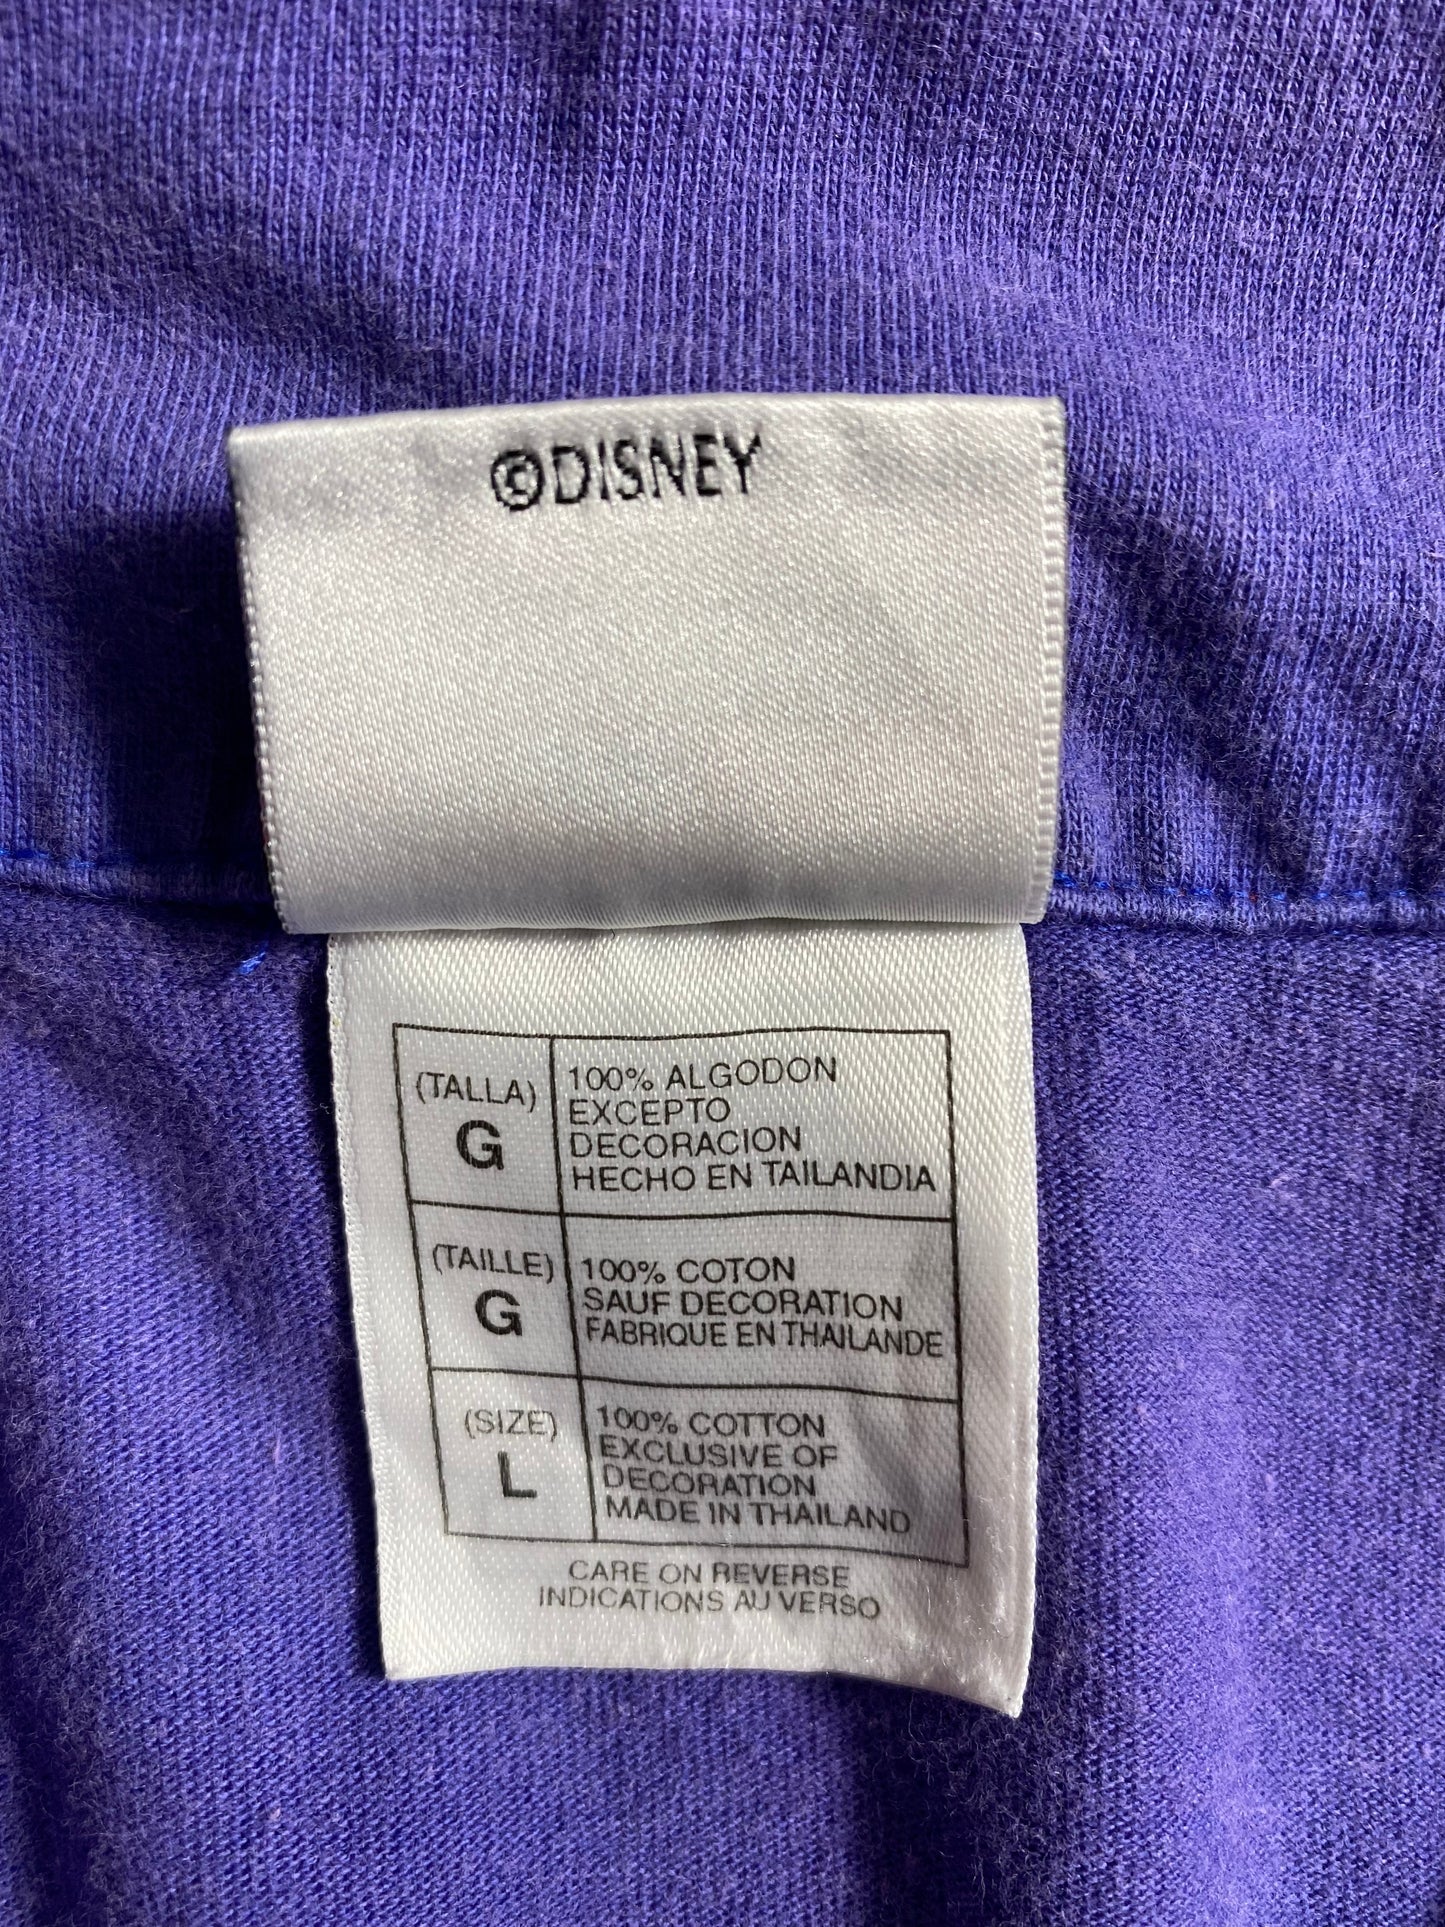 ©DISNEY
(TALLA)
G
100% ALGODON
EXCEPTO
DECORACION
HECHO EN TAILANDIA
(TAILLE)
G
100% COTON
SAUF DECORATION
FABRIQUE EN THAILANDE
(SIZE)
L
100% COTTON
EXCLUSIVE OF
DECORATION
MADE IN THAILAND
CARE ON REVERSE
INDICATIONS AU VERSO